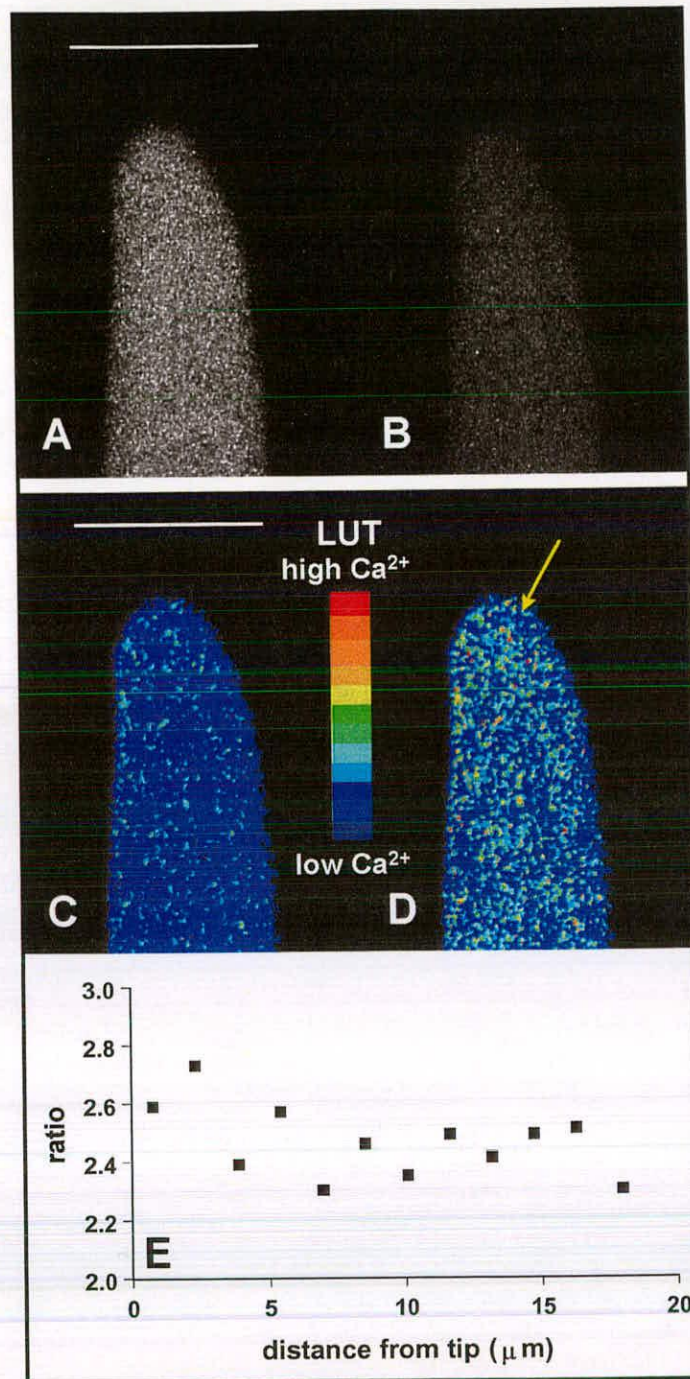 A
B
LUT
high Ca²⁺
low Ca²⁺
C
D
3.0
2.8
2.6
2.4
2.2
2.0
ratio
E
0
5
10
15
20
distance from tip (μm)